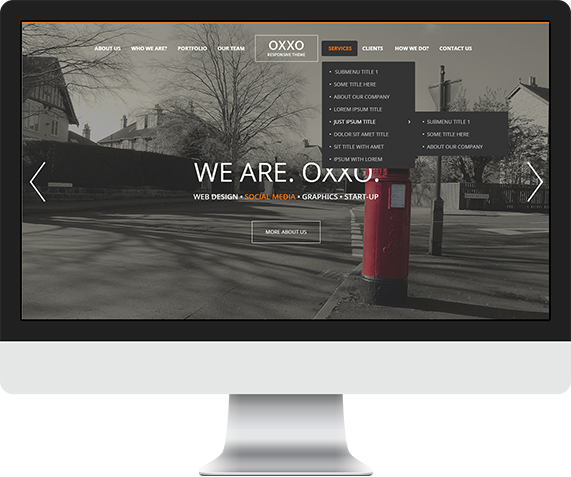 ABOUT US WHO WE ARE? PORTFOLIO OUR TEAM OXXO SERVICES CLIENTS HOW WE DO? CONTACT US
RESPONSIVE THEME
• SUBMENU TITLE 1
• SOME TITLE HERE
• ABOUT OUR COMPANY
• LOREM IPSUM TITLE
• JUST IPSUM TITLE ›
• DOLOR SIT AMET TITLE
• SIT TITLE WITH AMET
• IPSUM WITH LOREM
• SUBMENU TITLE 1
• SOME TITLE HERE
• ABOUT OUR COMPANY
WE ARE. OXXO.
WEB DESIGN • SOCIAL MEDIA • GRAPHICS • START-UP
MORE ABOUT US